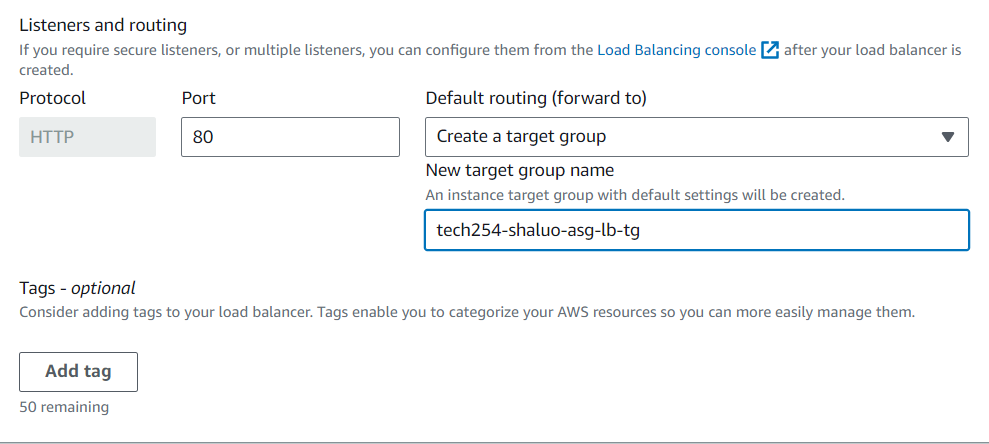 Listeners and routing
If you require secure listeners, or multiple listeners, you can configure them from the Load Balancing console after your load balancer is
created.
Protocol Port Default routing (forward to)
HTTP 80 Create a target group
New target group name
An instance target group with default settings will be created.
tech254-shaluo-asg-lb-tg
Tags - optional
Consider adding tags to your load balancer. Tags enable you to categorize your AWS resources so you can more easily manage them.
Add tag
50 remaining